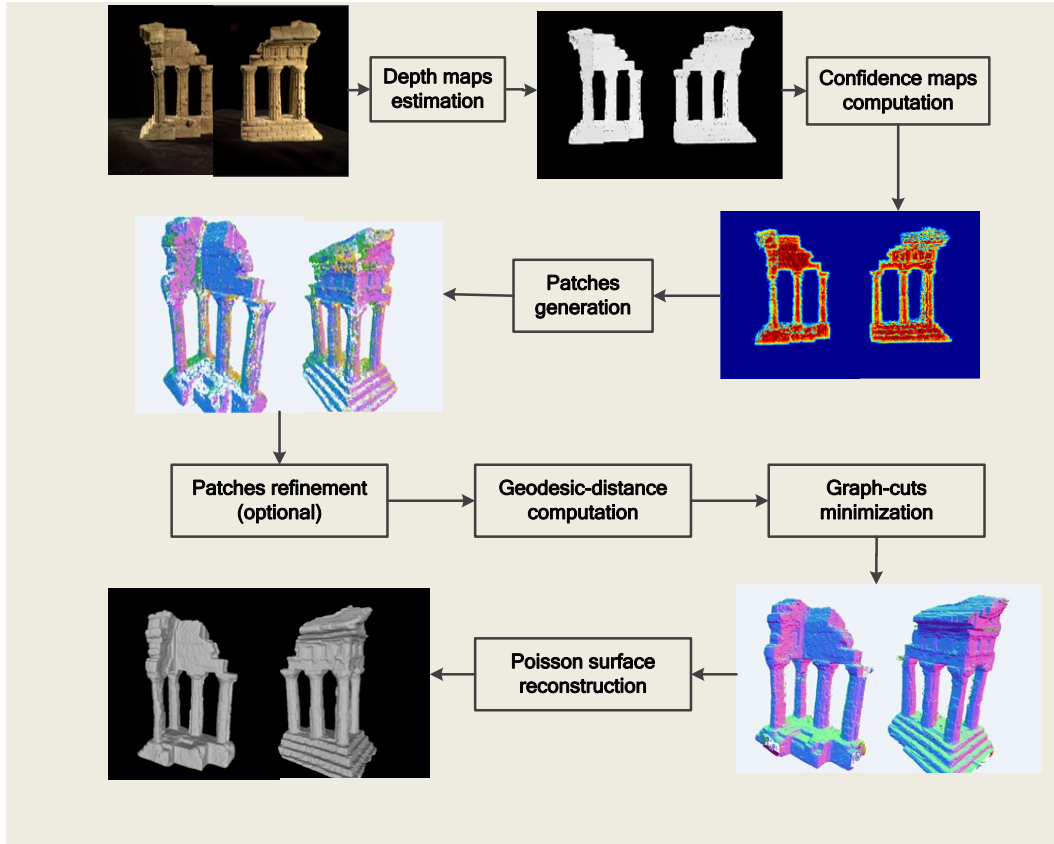 Depth maps
estimation
Confidence maps
computation
Patches
generation
Patches refinement
(optional)
Geodesic-distance
computation
Graph-cuts
minimization
Poisson surface
reconstruction